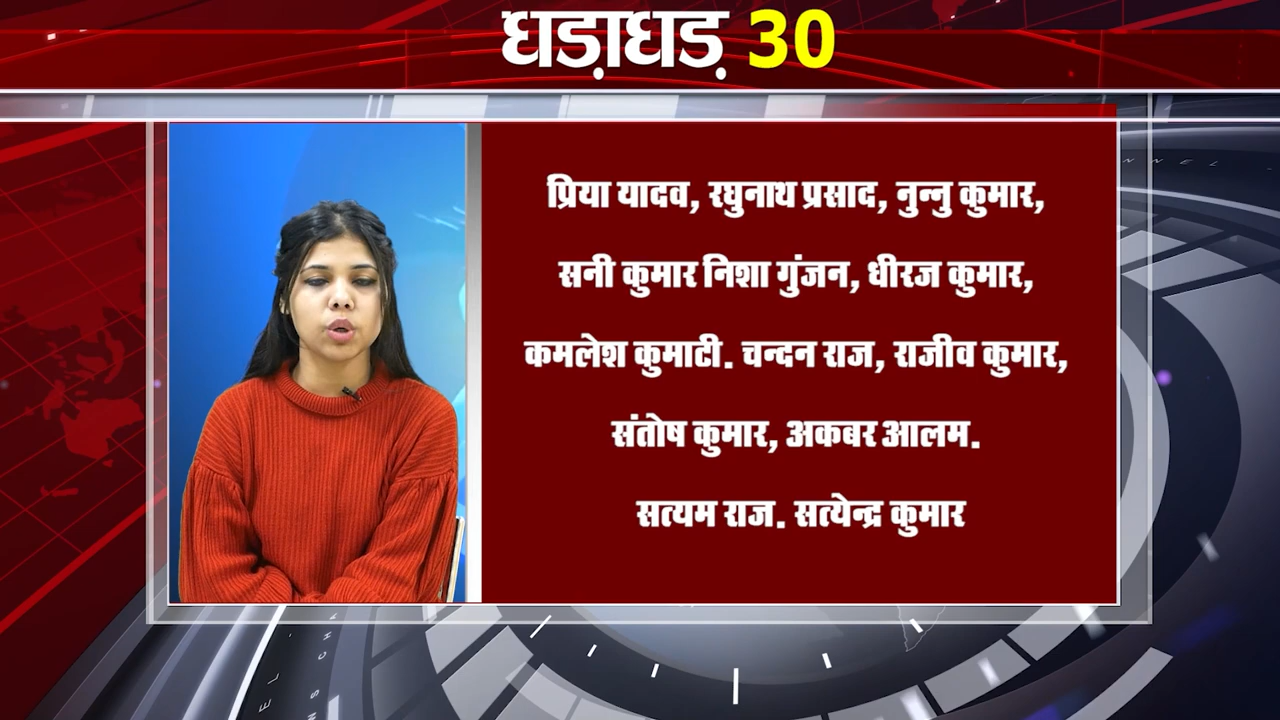 धड़ाधड़ 30
प्रिया यादव, रघुनाथ प्रसाद, नुन्नु कुमार,
सनी कुमार निशा गुंजन, धीरज कुमार,
कमलेश कुमाटी. चन्दन राज, राजीव कुमार,
संतोष कुमार, अकबर आलम.
सत्यम राज. सत्येन्द्र कुमार